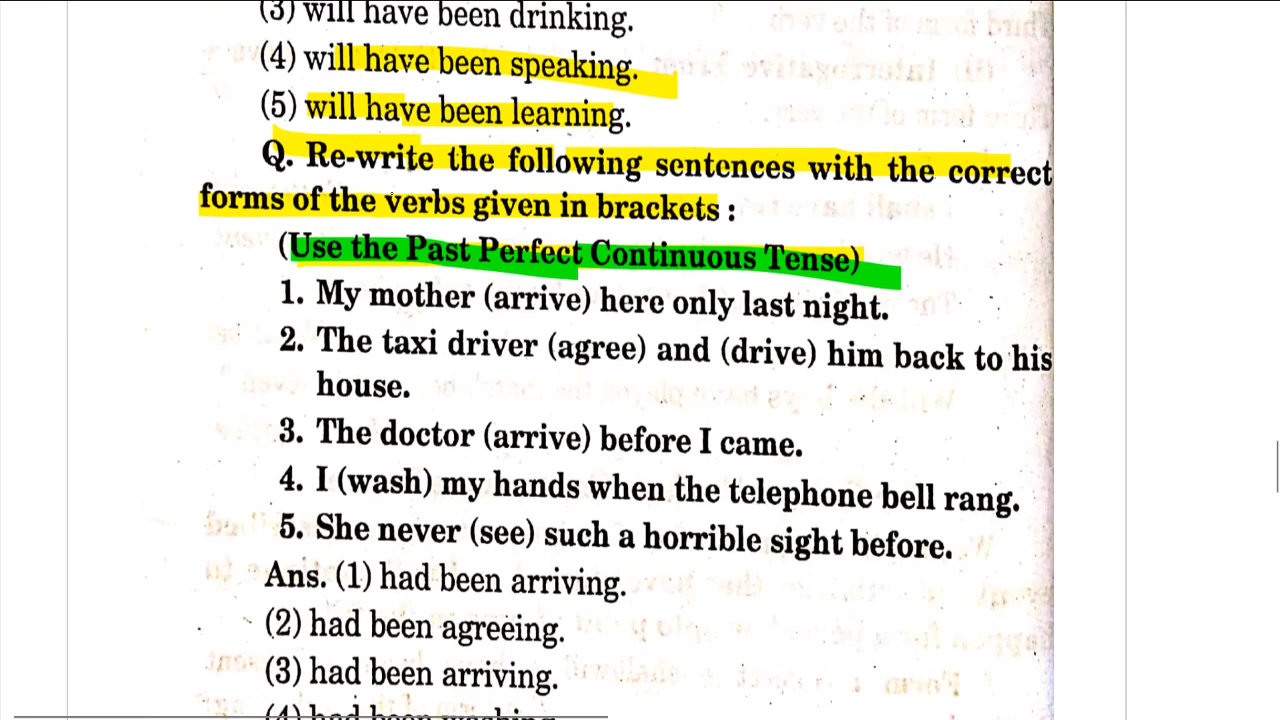 (3) will have been drinking.
(4) will have been speaking.
(5) will have been learning.
Q. Re-write the following sentences with the correct
forms of the verbs given in brackets :
(Use the Past Perfect Continuous Tense)
1. My mother (arrive) here only last night.
2. The taxi driver (agree) and (drive) him back to his
house.
3. The doctor (arrive) before I came.
4. I (wash) my hands when the telephone bell rang.
5. She never (see) such a horrible sight before.
Ans. (1) had been arriving.
(2) had been agreeing.
(3) had been arriving.
(4) had been washing